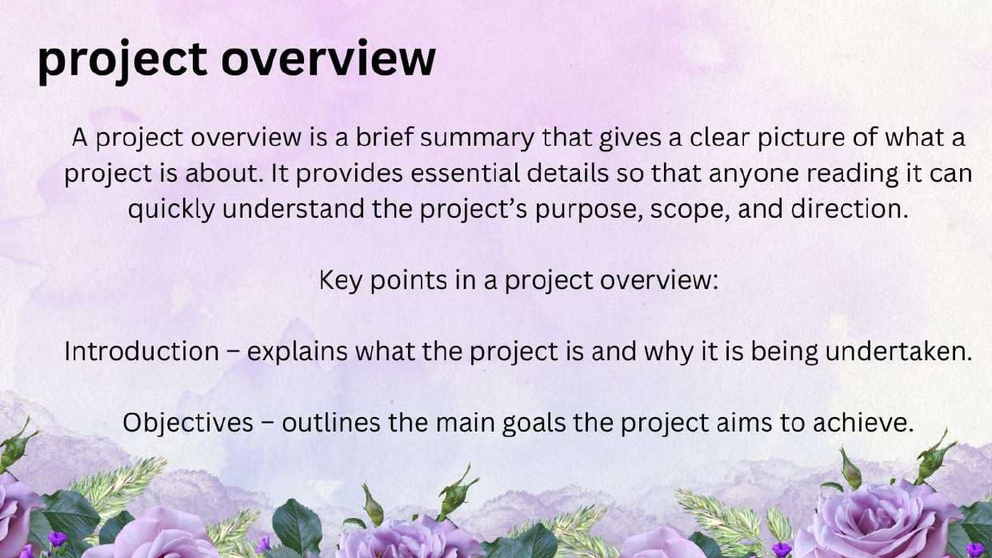 project overview
A project overview is a brief summary that gives a clear picture of what a
project is about. It provides essential details so that anyone reading it can
quickly understand the project’s purpose, scope, and direction.
Key points in a project overview:
Introduction – explains what the project is and why it is being undertaken.
Objectives – outlines the main goals the project aims to achieve.